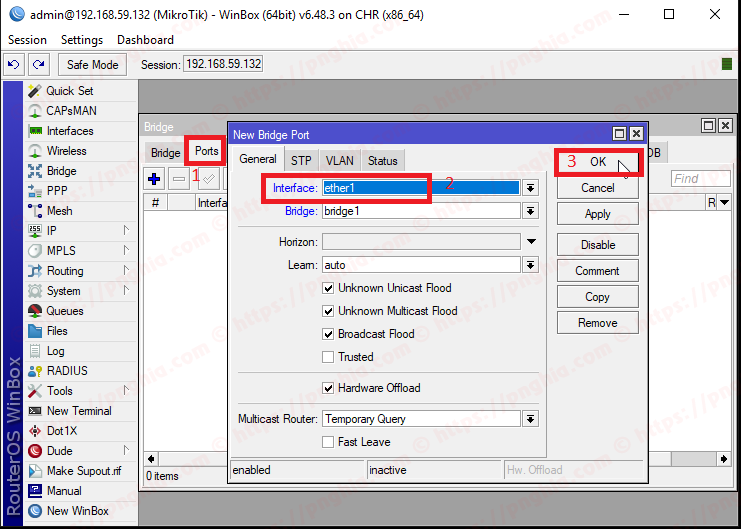 admin@192.168.59.132 (MikroTik) - WinBox (64bit) v6.48.3 on CHR (x86_64)
Session Settings Dashboard
Safe Mode Session: 192.168.59.132
Quick Set
CAPsMAN
Interfaces
Wireless
Bridge
PPP
Mesh
IP
MPLS
Routing
System
Queues
Files
Log
RADIUS
Tools
New Terminal
Dot1X
Dude
Make Supout.rif
Manual
New WinBox
RouterOS WinBox
Bridge
Bridge Ports
DB
1
Find
# Interfa R
0 items
New Bridge Port
General STP VLAN Status
Interface: ether1
2
Bridge: bridge1
Horizon:
Learn: auto
Unknown Unicast Flood
Unknown Multicast Flood
Broadcast Flood
Trusted
Hardware Offload
Multicast Router: Temporary Query
Fast Leave
enabled inactive Hw. Offload
3 OK
Cancel
Apply
Disable
Comment
Copy
Remove
© https://pnghia.com